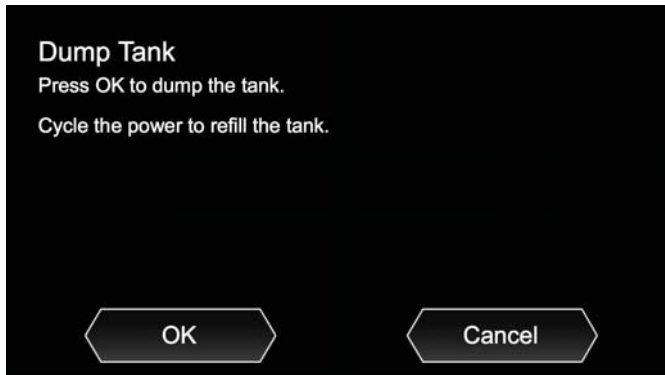 Dump Tank
Press OK to dump the tank.
Cycle the power to refill the tank.
OK
Cancel